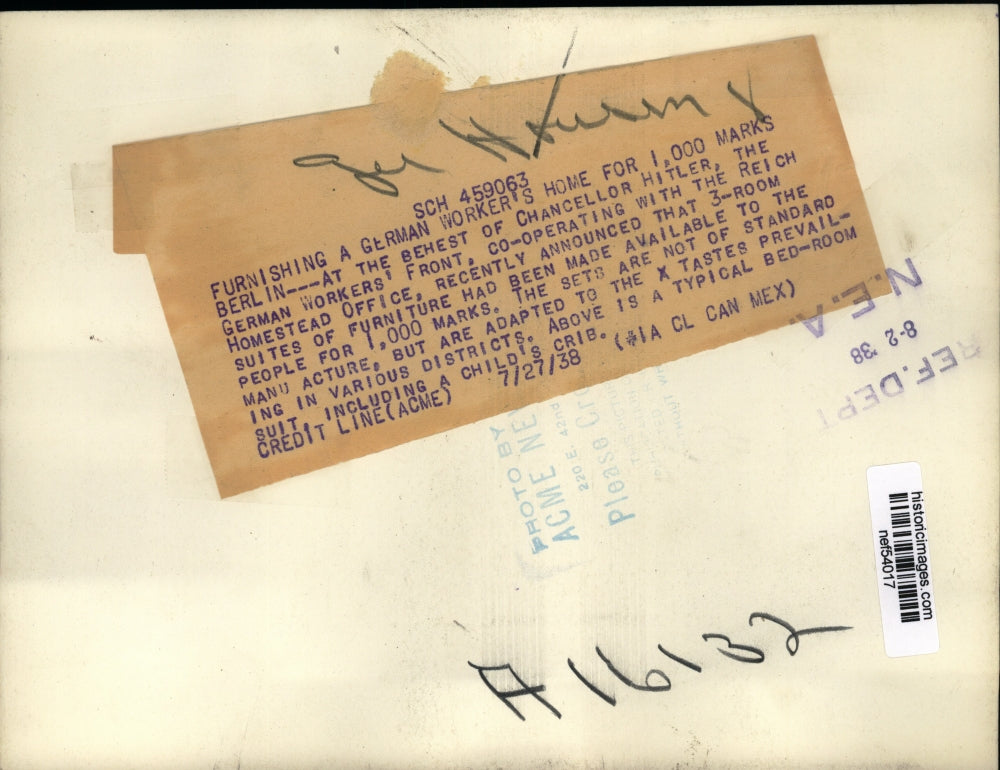 Ger Housing
SCH 459063
FURNISHING A GERMAN WORKER'S HOME FOR 1,000 MARKS
BERLIN---AT THE BEHEST OF CHANCELLOR HITLER, THE
GERMAN WORKERS' FRONT, CO-OPERATING WITH THE REICH
HOMESTEAD OFFICE, RECENTLY ANNOUNCED THAT 3-ROOM
SUITES OF FURNITURE HAD BEEN MADE AVAILABLE TO THE
PEOPLE FOR 1,000 MARKS. THE SETS ARE NOT OF STANDARD
MANU ACTURE, BUT ARE ADAPTED TO THE X TASTES PREVAIL-
ING IN VARIOUS DISTRICTS. ABOVE IS A TYPICAL BED-ROOM
SUIT, INCLUDING A CHILD'S CRIB.
CREDIT LINE(ACME) 7/27/38 (#1A CL CAN MEX)
N.E.A.
8-2 '38
REF. DEPT
PHOTO BY
ACME NEW
220 E. 42nd
Please Cre
historicimages.com
nef54017
A 16132